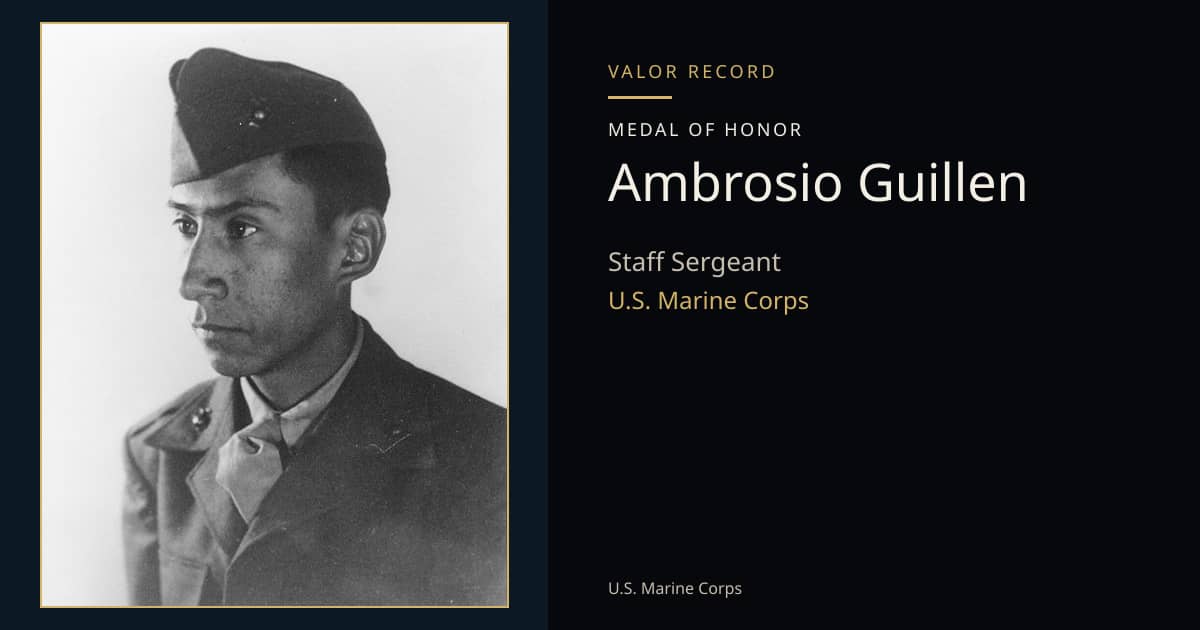 VALOR RECORD
MEDAL OF HONOR
Ambrosio Guillen
Staff Sergeant
U.S. Marine Corps
U.S. Marine Corps